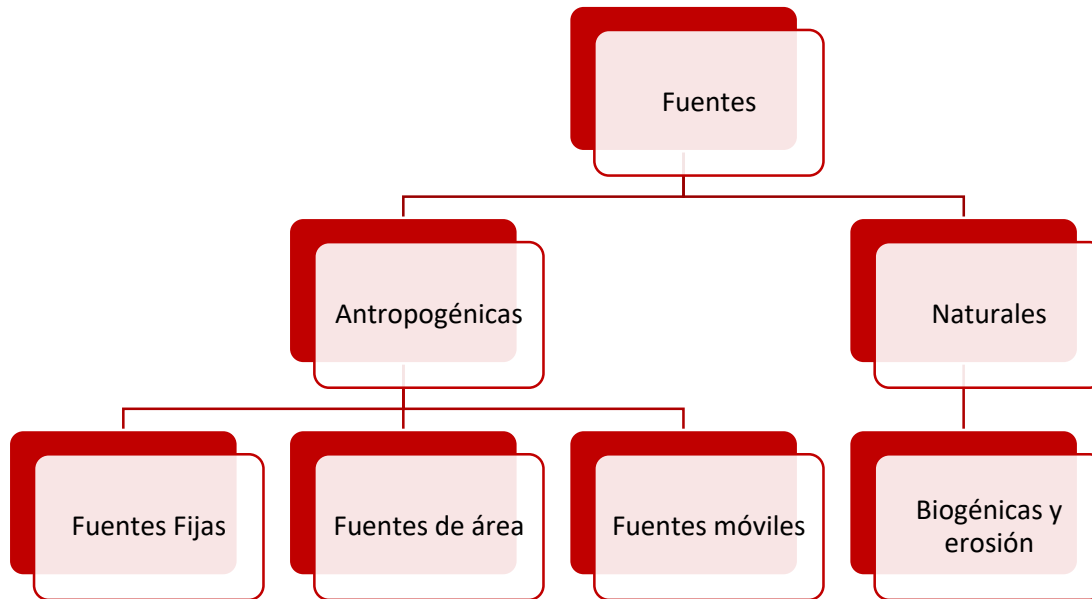 Fuentes
Antropogénicas
Naturales
Fuentes Fijas
Fuentes de área
Fuentes móviles
Biogénicas y
erosión